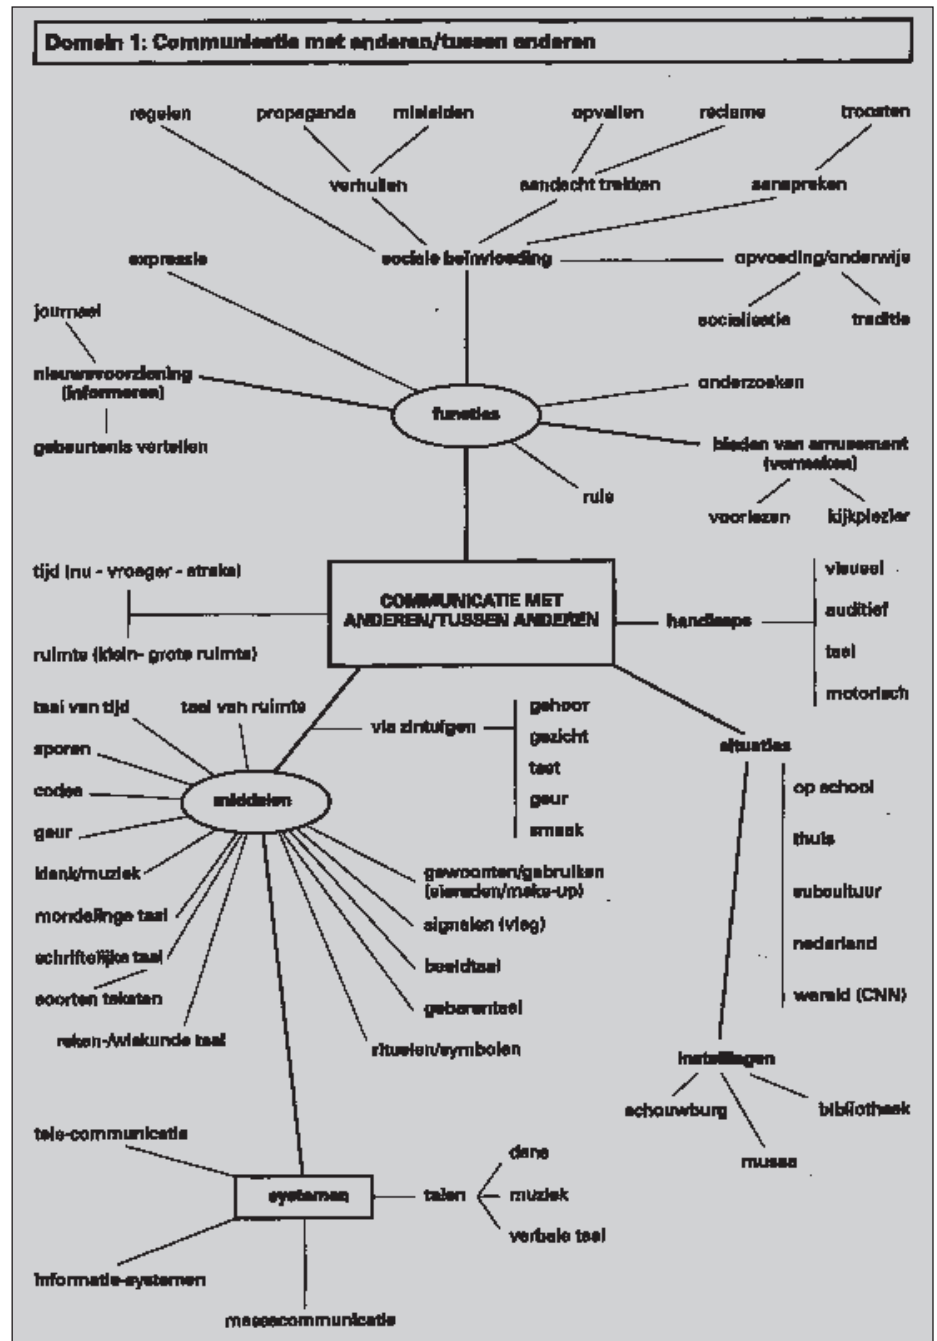 Domein 1: Communicatie met anderen/tussen anderen
regelen
propaganda
misleiden
opvallen
reclame
troosten
verhullen
aandacht trekken
aanspreken
expressie
sociale beïnvloeding
opvoeding/onderwijs
journaal
socialisatie
traditie
nieuwsvoorziening
(informeren)
onderzoeken
functies
gebeurtenis vertellen
bieden van amusement
(vermaken)
ruis
voorlezen
kijkplezier
tijd (nu - vroeger - straks)
COMMUNICATIE MET
ANDEREN/TUSSEN ANDEREN
handicaps
visueel
auditief
taal
motorisch
ruimte (klein- grote ruimte)
taal van tijd
taal van ruimte
via zintuigen
gehoor
gezicht
tast
geur
smaak
situaties
sporen
codes
middelen
geur
klank/muziek
mondelinge taal
schriftelijke taal
soorten teksten
reken-/wiskunde taal
gewoonten/gebruiken
(sieraden/make-up)
signalen (vlag)
beeldtaal
gebarentaal
rituelen/symbolen
op school
thuis
subcultuur
nederland
wereld (CNN)
instellingen
schouwburg
bibliotheek
musea
tele-communicatie
systemen
talen
dans
muziek
verbale taal
informatie-systemen
massacommunicatie